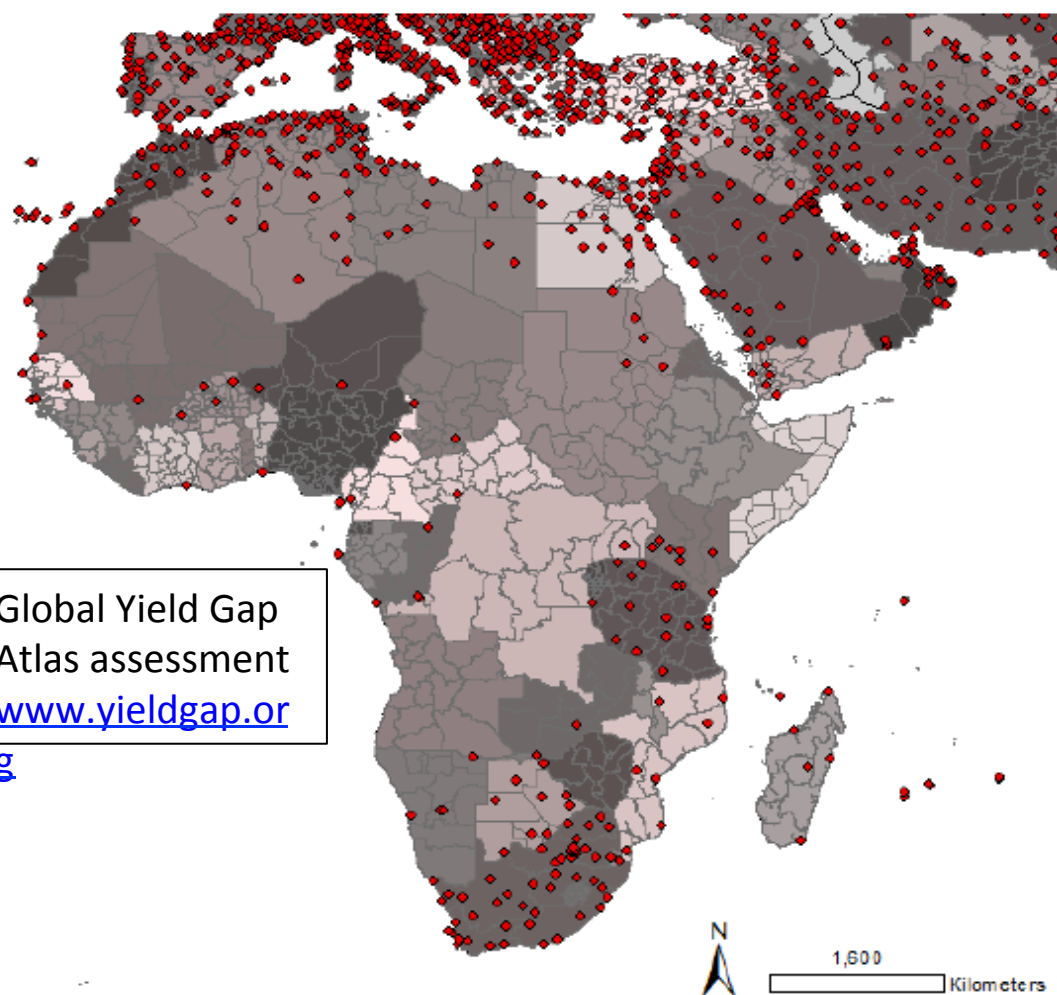 Global Yield Gap
Atlas assessment
www.yieldgap.or
g
N
1,600
Kilometers